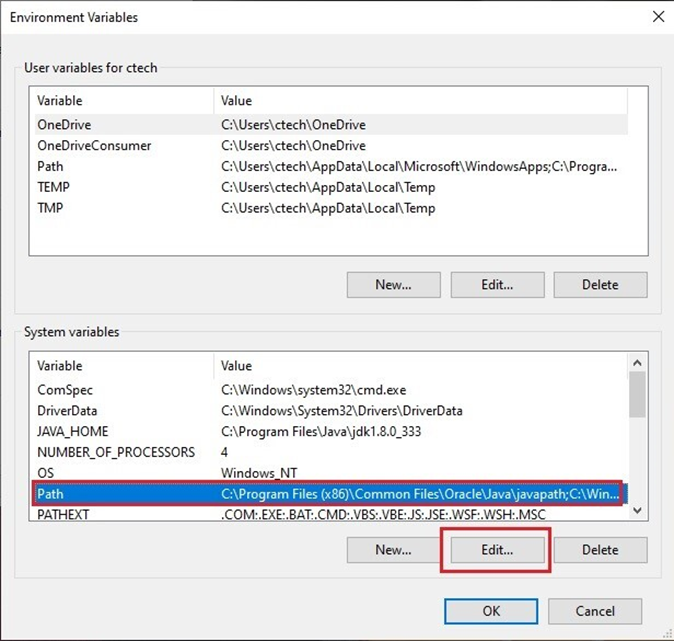 Environment Variables
User variables for ctech
Variable Value
OneDrive C:\Users\ctech\OneDrive
OneDriveConsumer C:\Users\ctech\OneDrive
Path C:\Users\ctech\AppData\Local\Microsoft\WindowsApps;C:\Progra...
TEMP C:\Users\ctech\AppData\Local\Temp
TMP C:\Users\ctech\AppData\Local\Temp
New... Edit... Delete
System variables
Variable Value
ComSpec C:\Windows\system32\cmd.exe
DriverData C:\Windows\System32\Drivers\DriverData
JAVA_HOME C:\Program Files\Java\jdk1.8.0_333
NUMBER_OF_PROCESSORS 4
OS Windows_NT
Path C:\Program Files (x86)\Common Files\Oracle\Java\javapath;C:\Win...
PATHEXT .COM;.EXE;.BAT;.CMD;.VBS;.VBE;.JS;.JSE;.WSF;.WSH;.MSC
New... Edit... Delete
OK Cancel